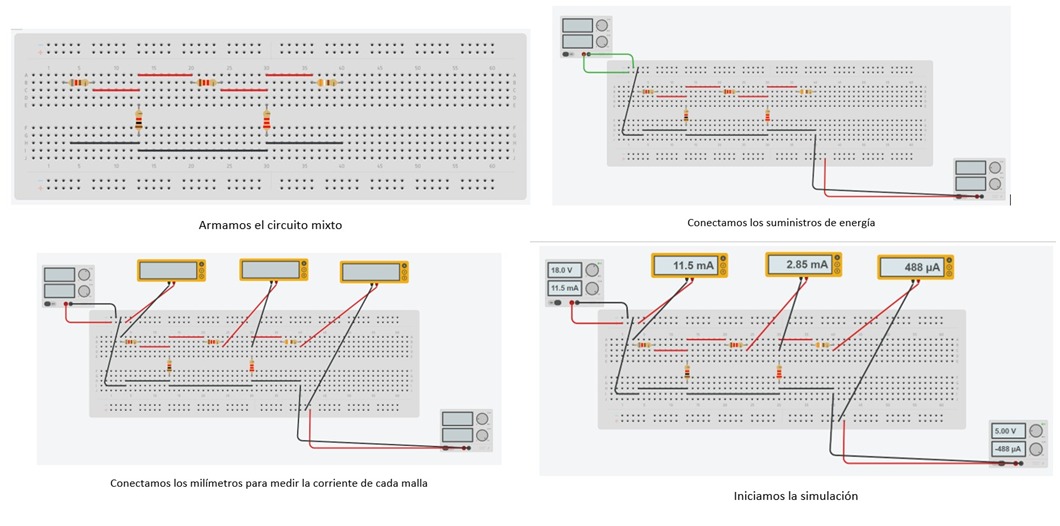 Armamos el circuito mixto
Conectamos los suministros de energía
Conectamos los milímetros para medir la corriente de cada malla
11.5 mA
2.85 mA
488 µA
18.0 V
11.5 mA
5.00 V
-488 µA
Iniciamos la simulación